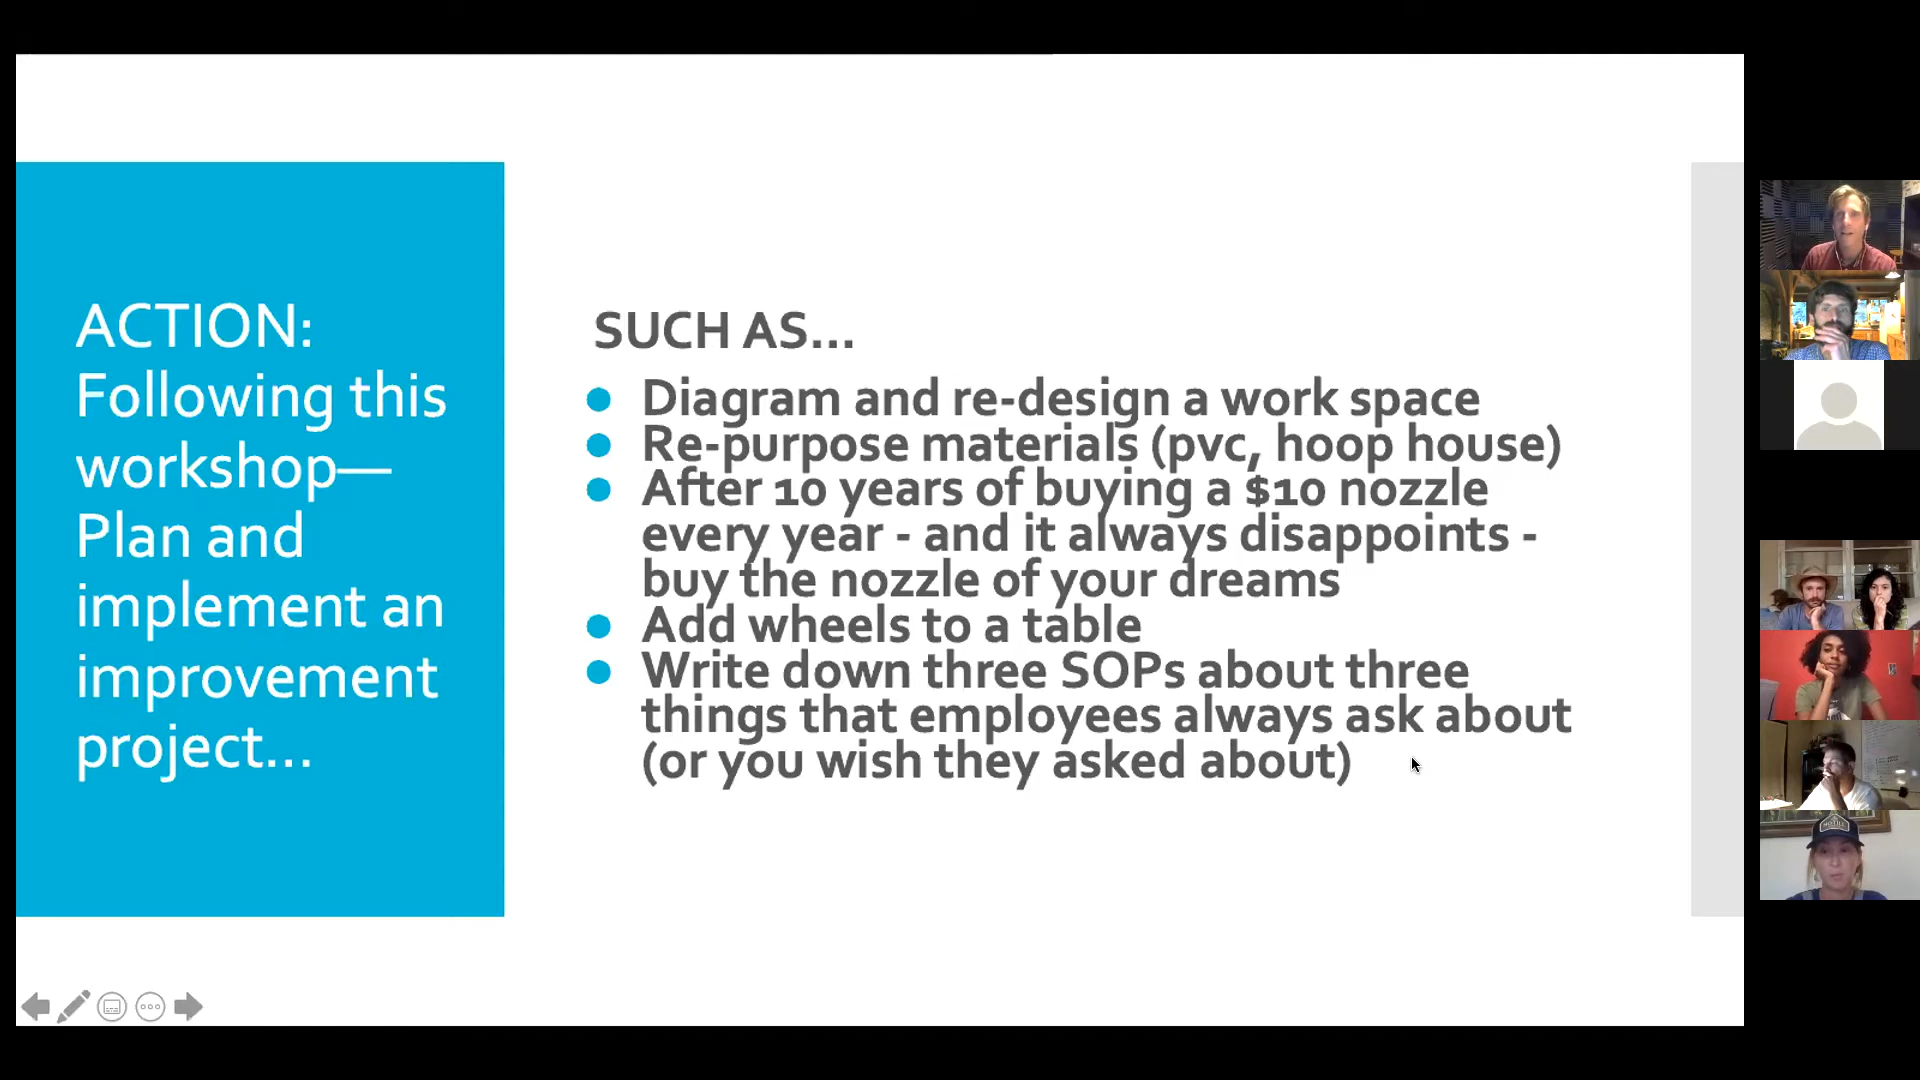 ACTION:
Following this
workshop—
Plan and
implement an
improvement
project...
SUCH AS...
Diagram and re-design a work space
Re-purpose materials (pvc, hoop house)
After 10 years of buying a $10 nozzle
every year - and it always disappoints -
buy the nozzle of your dreams
Add wheels to a table
Write down three SOPs about three
things that employees always ask about
(or you wish they asked about)